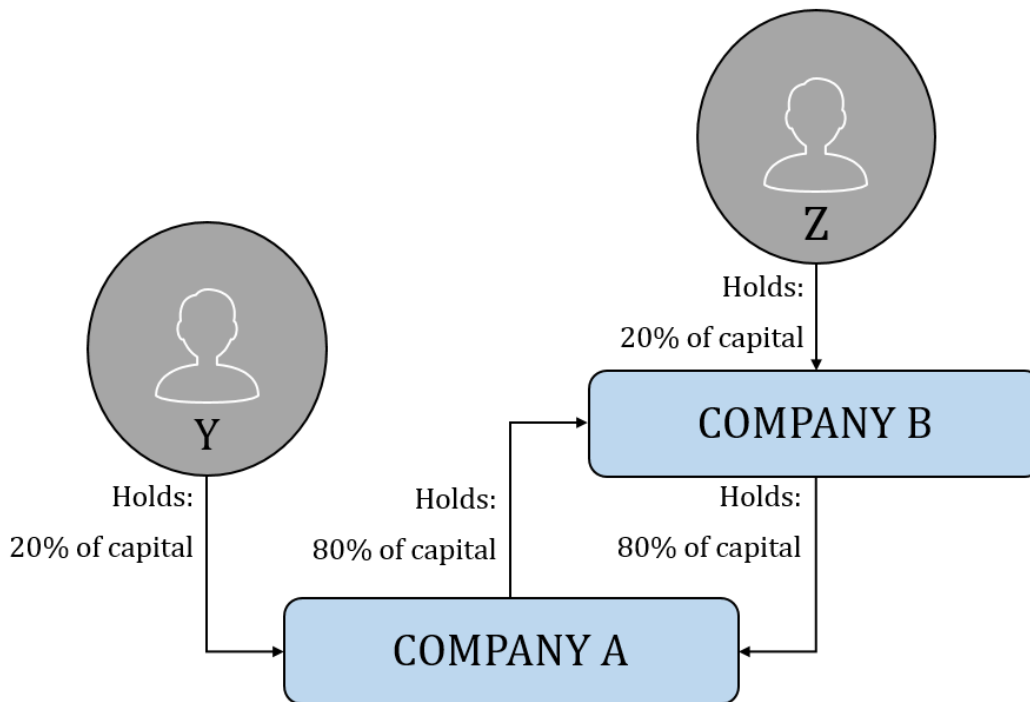 Z
Holds:
20% of capital
Y
COMPANY B
Holds:
20% of capital
Holds:
80% of capital
Holds:
80% of capital
COMPANY A